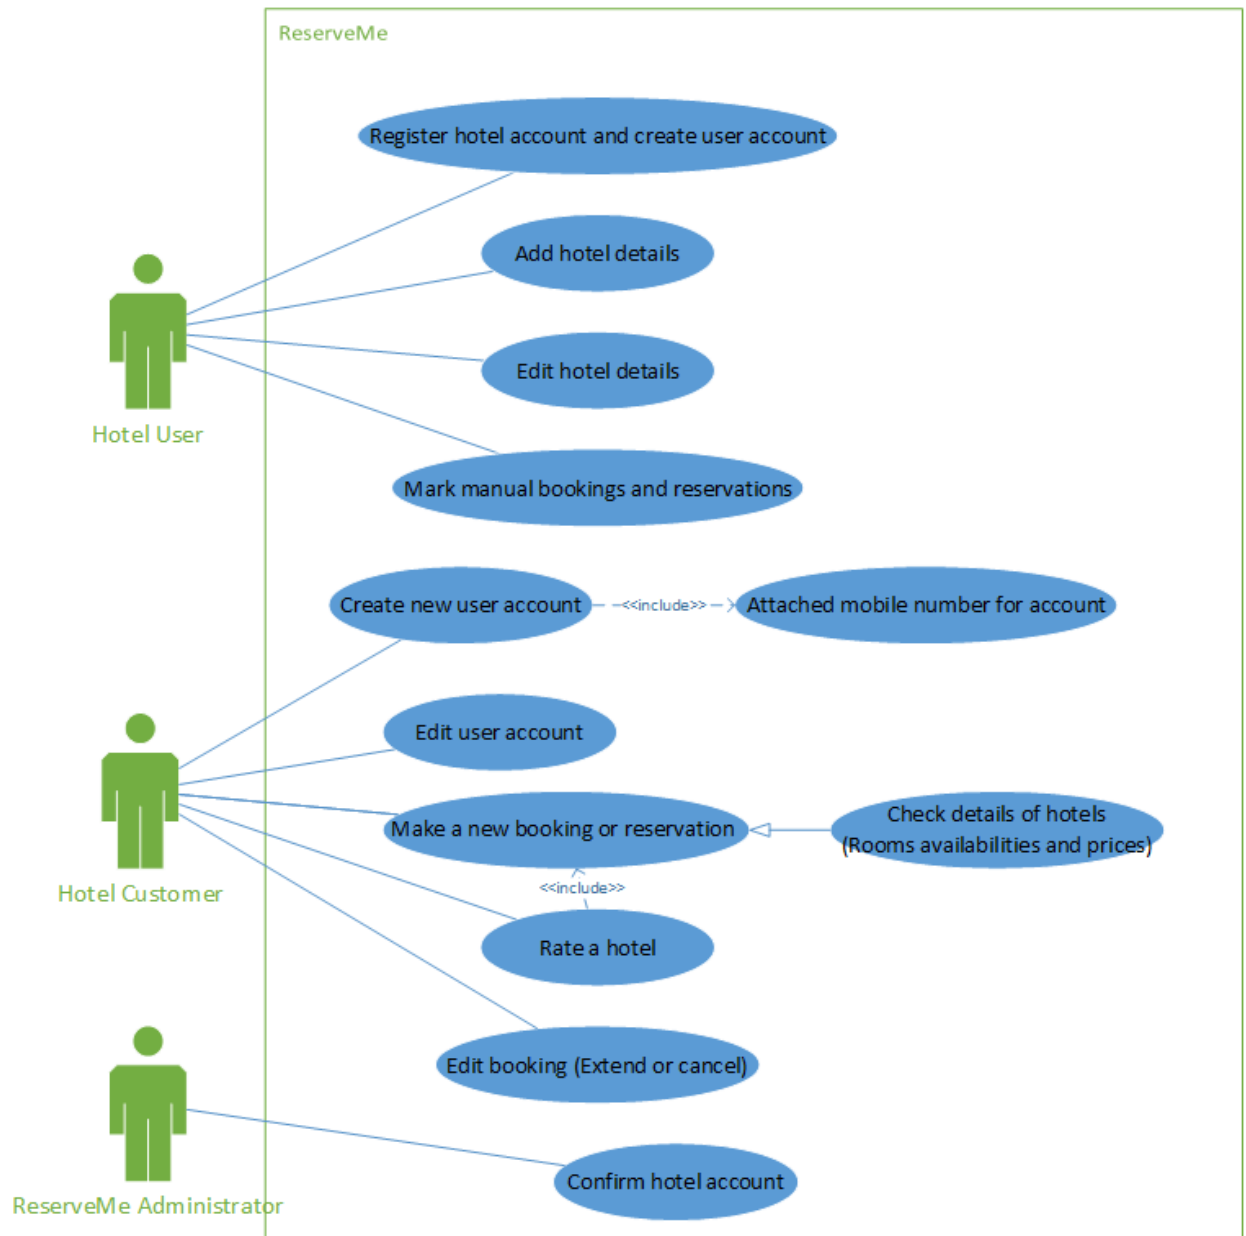 ReserveMe
Register hotel account and create user account
Add hotel details
Edit hotel details
Hotel User
Mark manual bookings and reservations
Create new user account
<<include>>
Attached mobile number for account
Edit user account
Make a new booking or reservation
Check details of hotels
(Rooms availabilities and prices)
<<include>>
Hotel Customer
Rate a hotel
Edit booking (Extend or cancel)
Confirm hotel account
ReserveMe Administrator